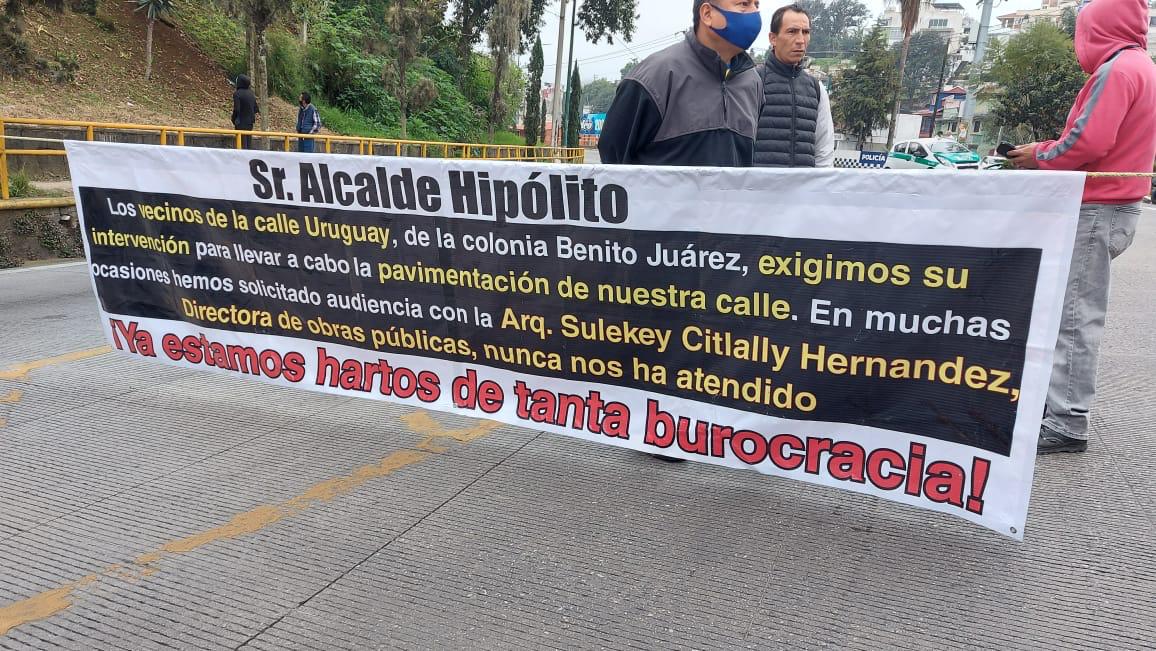 Sr. Alcalde Hipólito
Los vecinos de la calle Uruguay, de la colonia Benito Juárez, exigimos su
intervención para llevar a cabo la pavimentación de nuestra calle. En muchas
ocasiones hemos solicitado audiencia con la Arq. Sulekey Citlally Hernandez,
Directora de obras públicas, nunca nos ha atendido
¡Ya estamos hartos de tanta burocracia!
POLICÍA